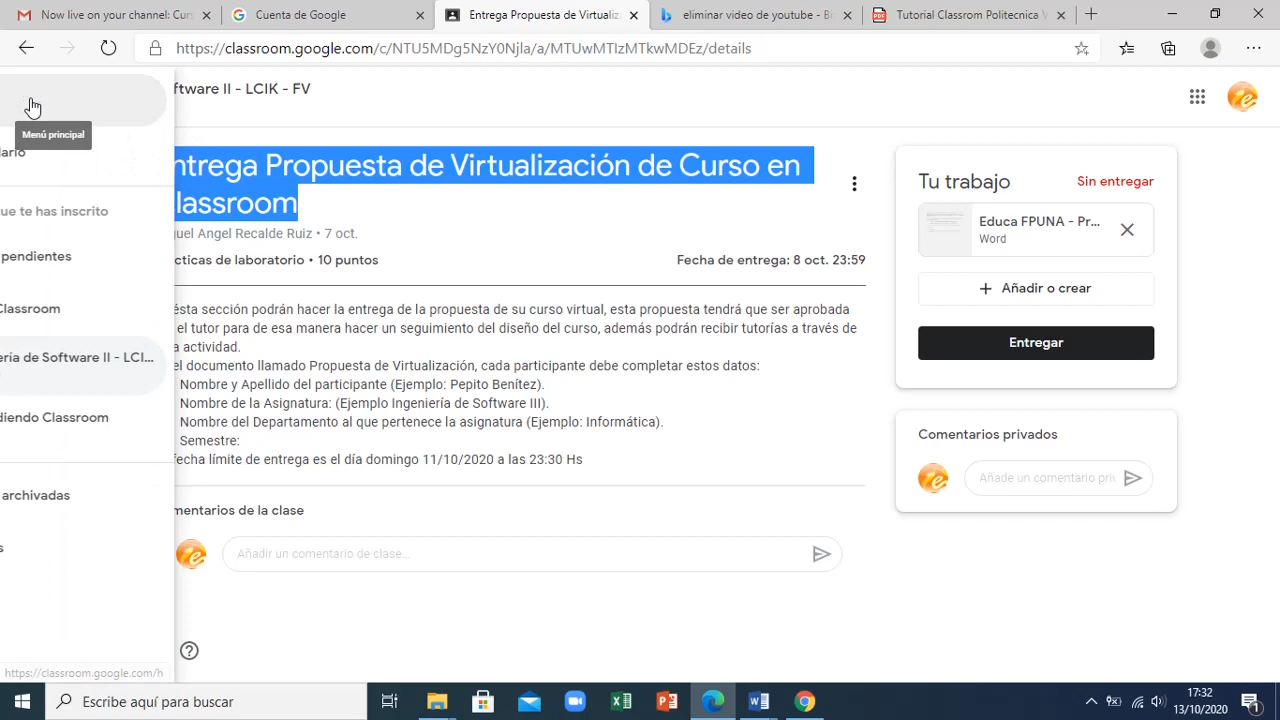 Now live on your channel: Curs
Cuenta de Google
Entrega Propuesta de Virtualiza
eliminar video de youtube - Bi
Tutorial Classrom Politecnica V
https://classroom.google.com/c/NTU5MDg5NzY0Njla/a/MTUwMTIzMTkwMDEz/details
ftware II - LCIK - FV
Menú principal
dario
que te has inscrito
pendientes
Classroom
ería de Software II - LCI...
diendo Classroom
archivadas
s
ntrega Propuesta de Virtualización de Curso en
lassroom
guel Angel Recalde Ruiz • 7 oct.
cticas de laboratorio • 10 puntos
Fecha de entrega: 8 oct. 23:59
ésta sección podrán hacer la entrega de la propuesta de su curso virtual, esta propuesta tendrá que ser aprobada
el tutor para de esa manera hacer un seguimiento del diseño del curso, además podrán recibir tutorías a través de
a actividad.
el documento llamado Propuesta de Virtualización, cada participante debe completar estos datos:
Nombre y Apellido del participante (Ejemplo: Pepito Benítez).
Nombre de la Asignatura: (Ejemplo Ingeniería de Software III).
Nombre del Departamento al que pertenece la asignatura (Ejemplo: Informática).
Semestre:
fecha límite de entrega es el día domingo 11/10/2020 a las 23:30 Hs
mentarios de la clase
Añadir un comentario de clase...
Tu trabajo
Sin entregar
Educa FPUNA - Pr...
Word
Añadir o crear
Entregar
Comentarios privados
Añade un comentario priv
https://classroom.google.com/h
Escribe aquí para buscar
17:32
13/10/2020
1